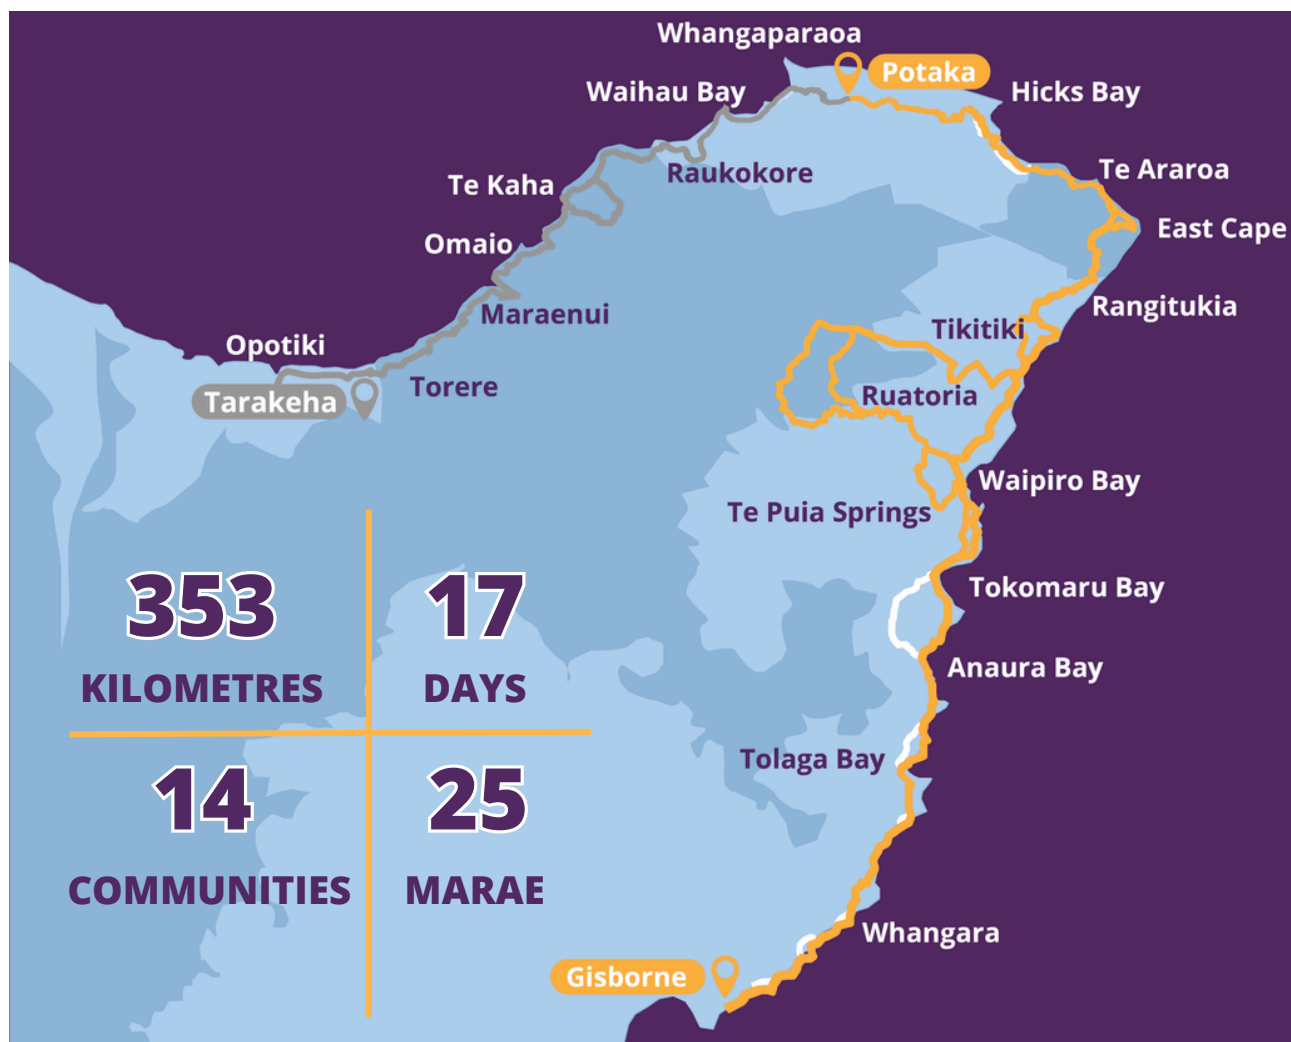 Whangaparaoa
Potaka
Waihau Bay
Hicks Bay
Raukokore
Te Araroa
Te Kaha
East Cape
Omaio
Rangitukia
Maraenui
Tikitiki
Opotiki
Torere
Tarakeha
Ruatoria
Waipiro Bay
Te Puia Springs
Tokomaru Bay
Anaura Bay
Tolaga Bay
Whangara
Gisborne
353
KILOMETRES
17
DAYS
14
COMMUNITIES
25
MARAE